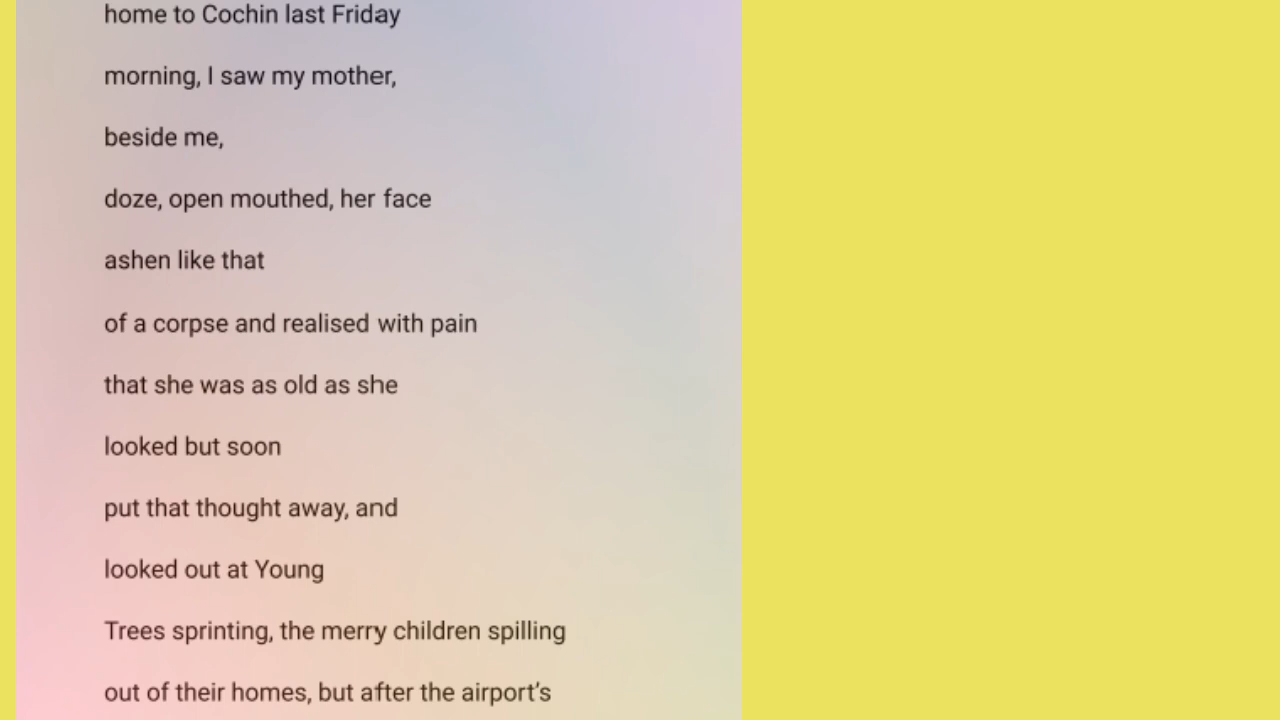 home to Cochin last Friday
morning, I saw my mother,
beside me,
doze, open mouthed, her face
ashen like that
of a corpse and realised with pain
that she was as old as she
looked but soon
put that thought away, and
looked out at Young
Trees sprinting, the merry children spilling
out of their homes, but after the airport's